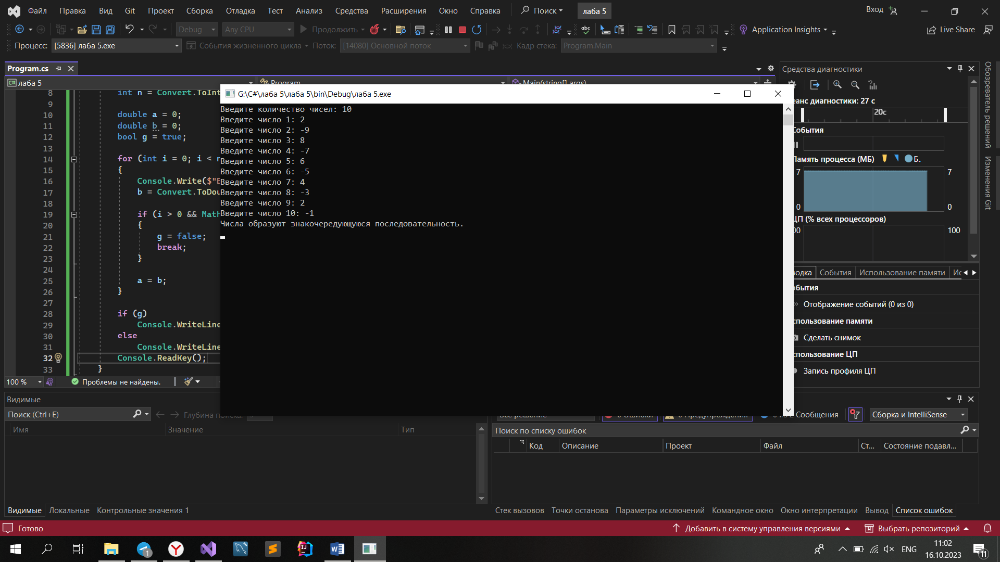 Файл Правка Вид Git Проект Сборка Отладка Тест Анализ Средства Расширения Окно Справка Поиск лаба 5 Вход
Debug Any CPU Продолжить Application Insights Live Share
Процесс: [5836] лаба 5.exe События жизненного цикла Поток: [14080] Основной поток Кадр стека: Program.Main
Program.cs
C# лаба 5 Program Main(string[] args)
8 int n = Convert.ToInt
9
10 double a = 0;
11 double b = 0;
12 bool g = true;
13
14 for (int i = 0; i < n
15 {
16 Console.Write($"В
17 b = Convert.ToDou
18
19 if (i > 0 && Math
20 {
21 g = false;
22 break;
23 }
24
25 a = b;
26 }
27
28 if (g)
29 Console.WriteLine
30 else
31 Console.WriteLine
32 Console.ReadKey();
33 }
100 % Проблемы не найдены.
G:\C#\лаба 5\лаба 5\bin\Debug\лаба 5.exe
Введите количество чисел: 10
Введите число 1: 2
Введите число 2: -9
Введите число 3: 8
Введите число 4: -7
Введите число 5: 6
Введите число 6: -5
Введите число 7: 4
Введите число 8: -3
Введите число 9: 2
Введите число 10: -1
Числа образуют знакочередующуюся последовательность.
Средства диагностики
еанс диагностики: 27 с
20с
События
Память процесса (МБ) Б..
7 7
0 0
ЦП (% всех процессоров)
00 100
водка События Использование памяти Ис
обытия
Отображение событий (0 из 0)
спользование памяти
Сделать снимок
спользование ЦП
Запись профиля ЦП
Обозреватель решений
Изменения Git
Видимые
Поиск (Ctrl+E) Глубина поиска:
Имя Значение Тип
Видимые Локальные Контрольные значения 1
Все решение 0 Ошибки 0 Предупреждения 0 из 2 Сообщения Сборка и IntelliSense
Поиск по списку ошибок
Код Описание Проект Файл Ст... Состояние подавл...
Стек вызовов Точки останова Параметры исключений Командное окно Окно интерпретации Вывод Список ошибок
Готово Добавить в систему управления версиями Выбрать репозиторий
1 ENG 11:02
16.10.2023
11